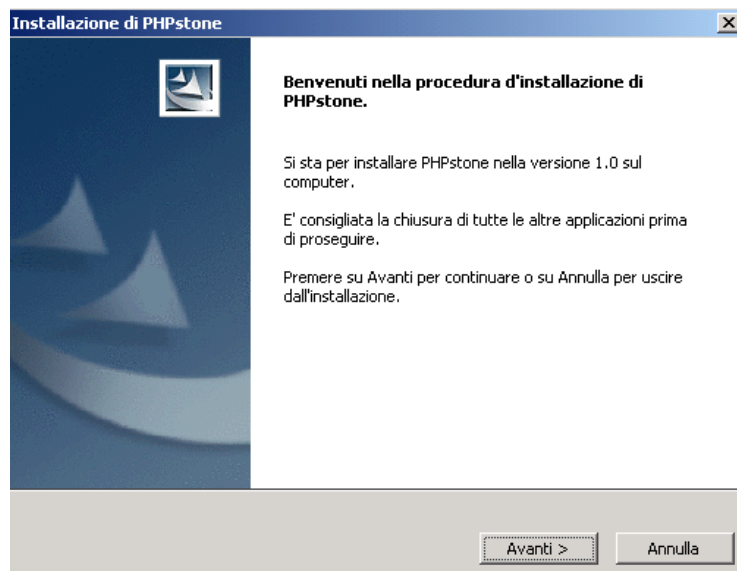 Installazione di PHPstone
Benvenuti nella procedura d'installazione di
PHPstone.
Si sta per installare PHPstone nella versione 1.0 sul
computer.
E' consigliata la chiusura di tutte le altre applicazioni prima
di proseguire.
Premere su Avanti per continuare o su Annulla per uscire
dall'installazione.
Avanti >
Annulla